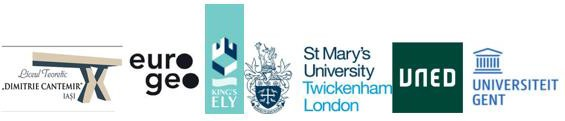 Liceul Teoretic
„DIMITRIE CANTEMIR”
IAȘI
euro
geo
KING'S
ELY
St Mary's
University
Twickenham
London
UNED
UNIVERSITEIT
GENT